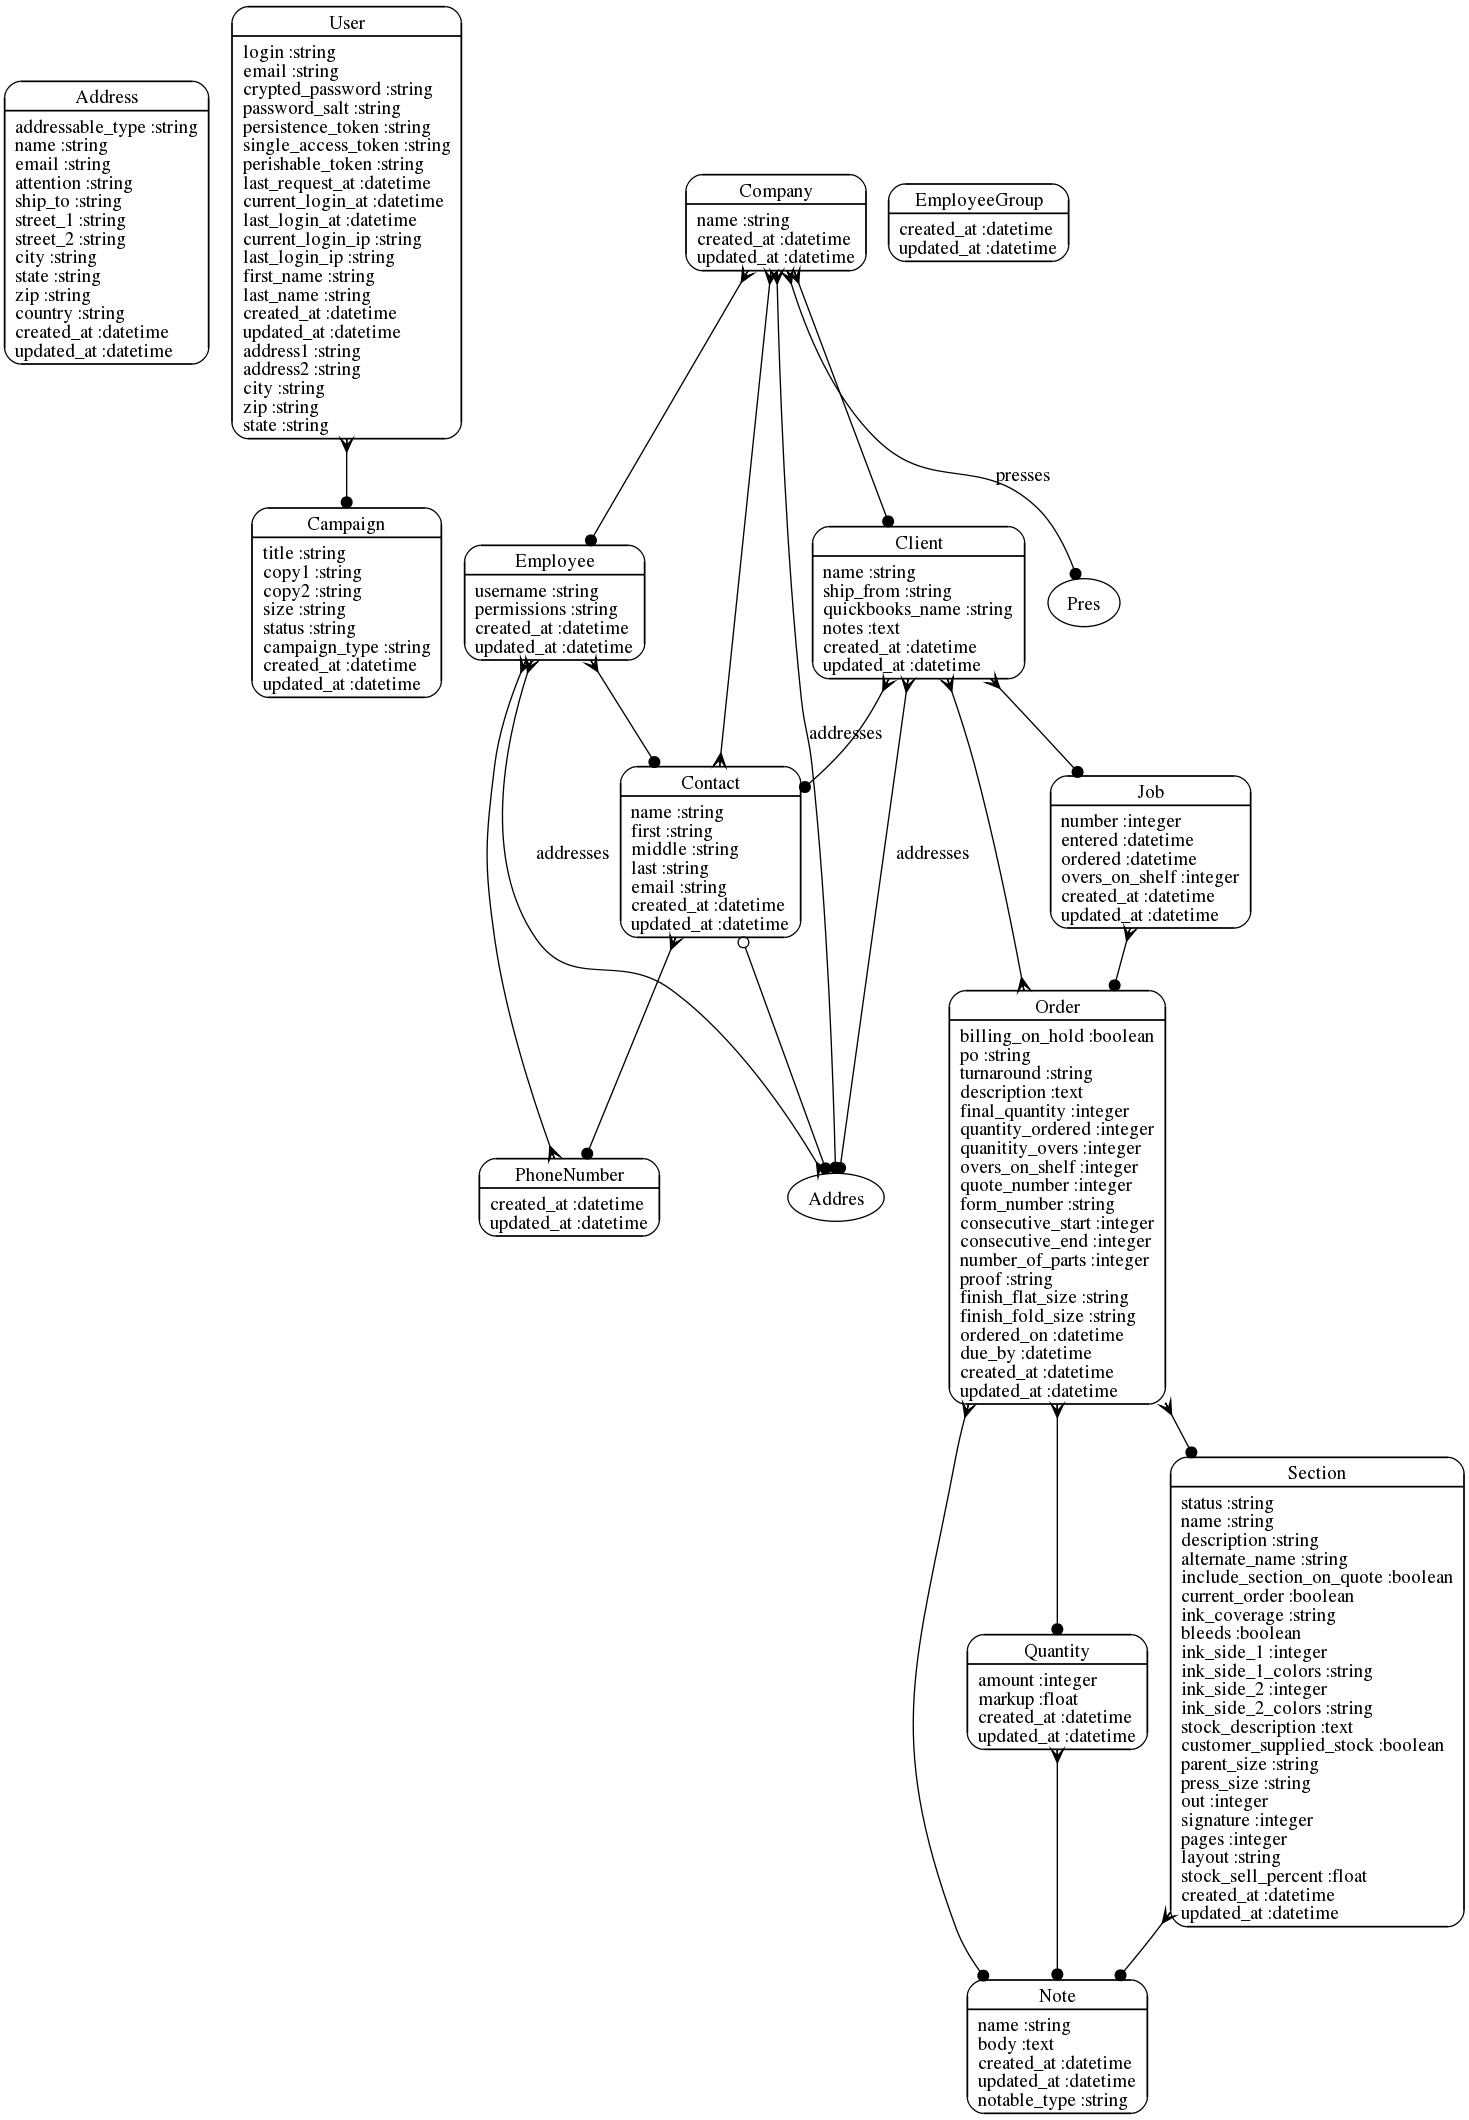 User
login :string
email :string
crypted_password :string
password_salt :string
persistence_token :string
single_access_token :string
perishable_token :string
last_request_at :datetime
current_login_at :datetime
last_login_at :datetime
current_login_ip :string
last_login_ip :string
first_name :string
last_name :string
created_at :datetime
updated_at :datetime
address1 :string
address2 :string
city :string
zip :string
state :string
Address
addressable_type :string
name :string
email :string
attention :string
ship_to :string
street_1 :string
street_2 :string
city :string
state :string
zip :string
country :string
created_at :datetime
updated_at :datetime
Company
name :string
created_at :datetime
updated_at :datetime
EmployeeGroup
created_at :datetime
updated_at :datetime
presses
Campaign
title :string
copy1 :string
copy2 :string
size :string
status :string
campaign_type :string
created_at :datetime
updated_at :datetime
Employee
username :string
permissions :string
created_at :datetime
updated_at :datetime
Client
name :string
ship_from :string
quickbooks_name :string
notes :text
created_at :datetime
updated_at :datetime
Pres
addresses
Contact
name :string
first :string
middle :string
last :string
email :string
created_at :datetime
updated_at :datetime
Job
number :integer
entered :datetime
ordered :datetime
overs_on_shelf :integer
created_at :datetime
updated_at :datetime
addresses
addresses
Order
billing_on_hold :boolean
po :string
turnaround :string
description :text
final_quantity :integer
quantity_ordered :integer
quanitity_overs :integer
overs_on_shelf :integer
quote_number :integer
form_number :string
consecutive_start :integer
consecutive_end :integer
number_of_parts :integer
proof :string
finish_flat_size :string
finish_fold_size :string
ordered_on :datetime
due_by :datetime
created_at :datetime
updated_at :datetime
PhoneNumber
created_at :datetime
updated_at :datetime
Addres
Section
status :string
name :string
description :string
alternate_name :string
include_section_on_quote :boolean
current_order :boolean
ink_coverage :string
bleeds :boolean
ink_side_1 :integer
ink_side_1_colors :string
ink_side_2 :integer
ink_side_2_colors :string
stock_description :text
customer_supplied_stock :boolean
parent_size :string
press_size :string
out :integer
signature :integer
pages :integer
layout :string
stock_sell_percent :float
created_at :datetime
updated_at :datetime
Quantity
amount :integer
markup :float
created_at :datetime
updated_at :datetime
Note
name :string
body :text
created_at :datetime
updated_at :datetime
notable_type :string